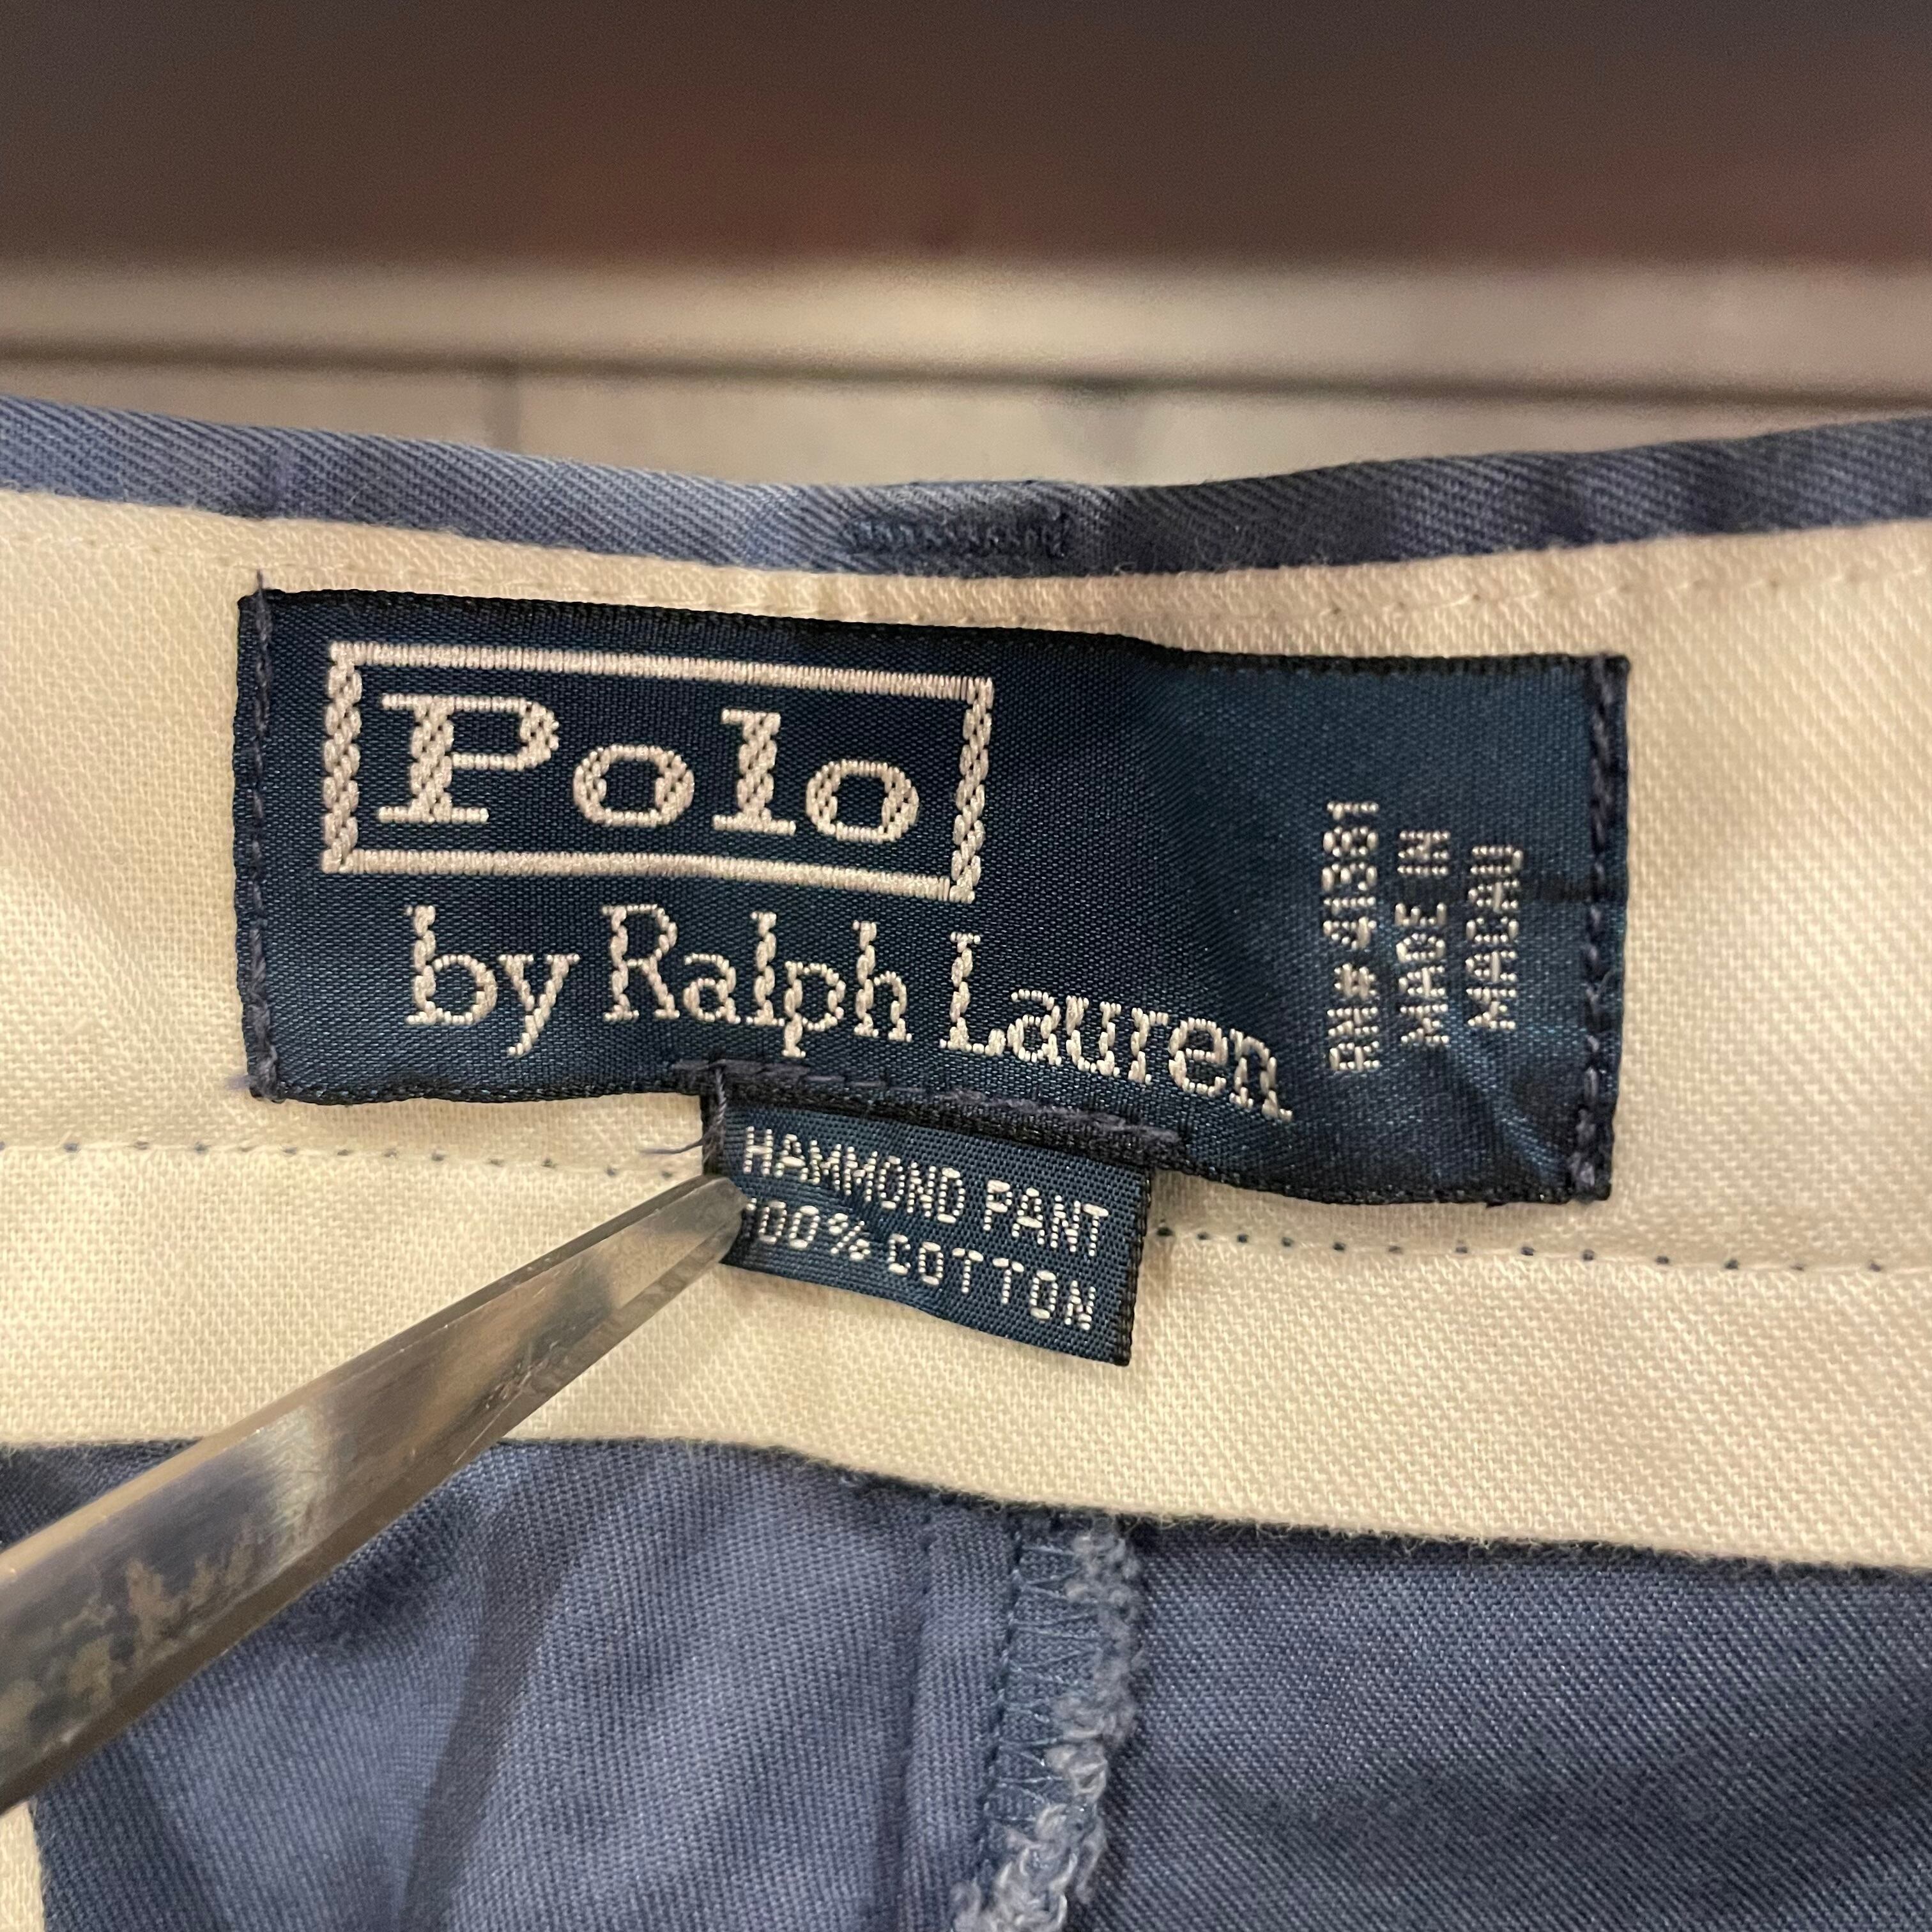 Polo
by Ralph Lauren
RN# 41381
MADE IN
MACAU
HAMMOND PANT
100% COTTON